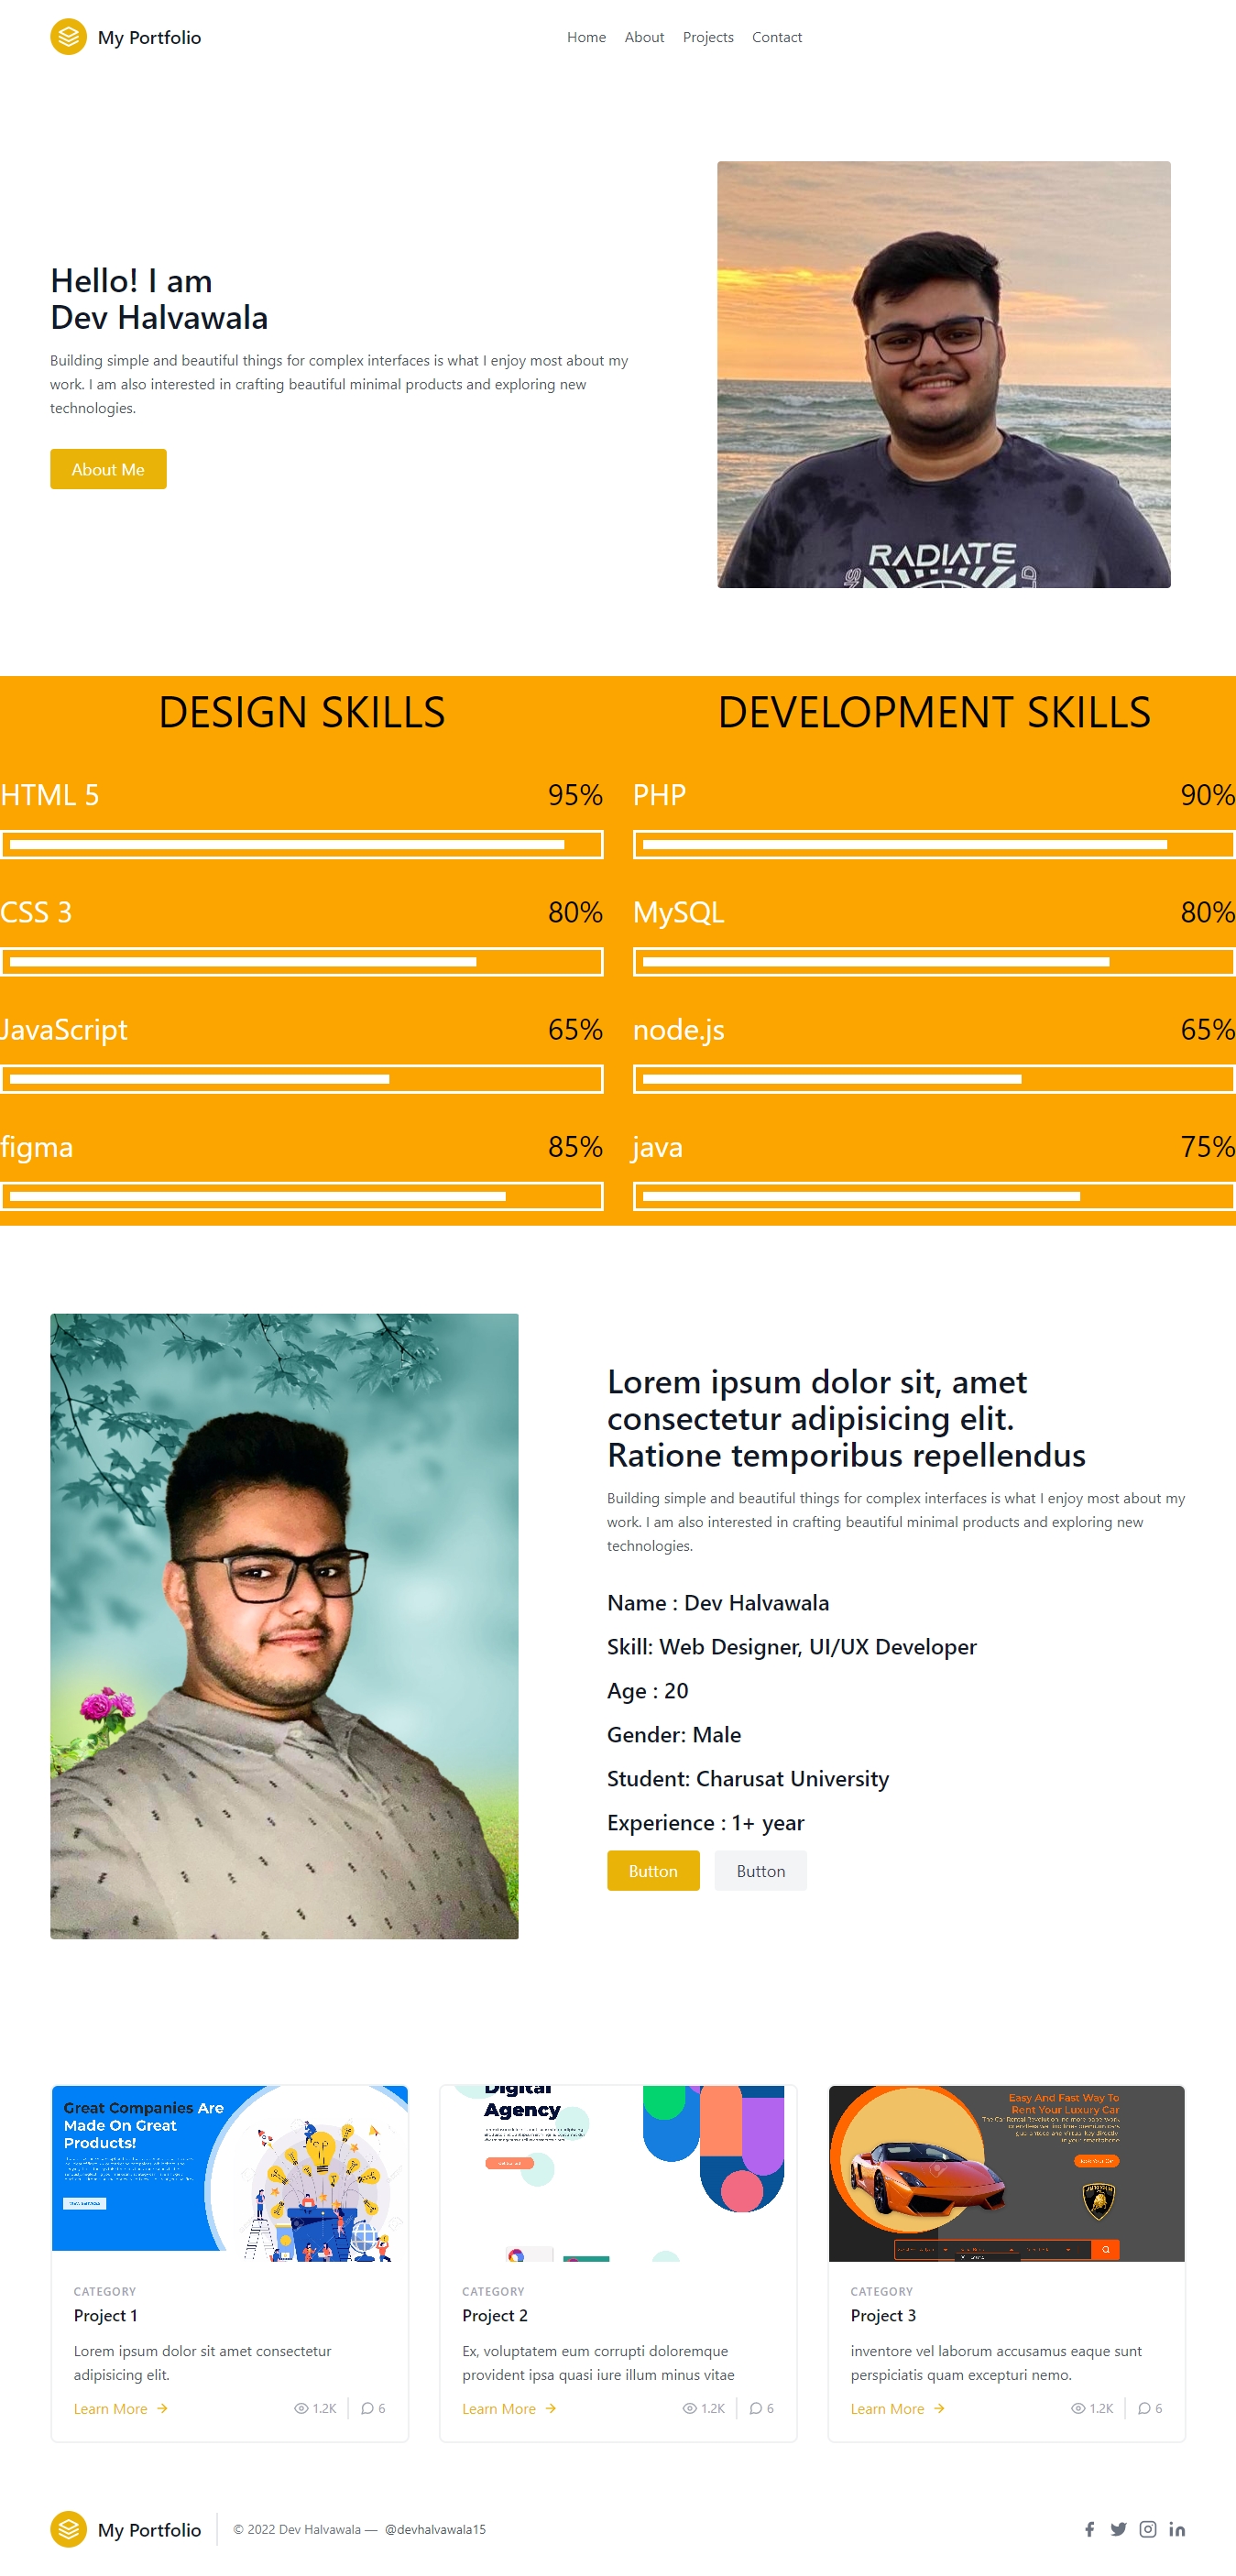 My Portfolio
Home About Projects Contact
Hello! I am
Dev Halvawala
Building simple and beautiful things for complex interfaces is what I enjoy most about my
work. I am also interested in crafting beautiful minimal products and exploring new
technologies.
About Me
RADIATE
DESIGN SKILLS
HTML 5 95%
CSS 3 80%
JavaScript 65%
figma 85%
DEVELOPMENT SKILLS
PHP 90%
MySQL 80%
node.js 65%
java 75%
Lorem ipsum dolor sit, amet
consectetur adipisicing elit.
Ratione temporibus repellendus
Building simple and beautiful things for complex interfaces is what I enjoy most about my
work. I am also interested in crafting beautiful minimal products and exploring new
technologies.
Name : Dev Halvawala
Skill: Web Designer, UI/UX Developer
Age : 20
Gender: Male
Student: Charusat University
Experience : 1+ year
Button Button
Great Companies Are
Made On Great
Products!
CATEGORY
Project 1
Lorem ipsum dolor sit amet consectetur
adipisicing elit.
Learn More 1.2K 6
Digital
Agency
CATEGORY
Project 2
Ex, voluptatem eum corrupti doloremque
provident ipsa quasi iure illum minus vitae
Learn More 1.2K 6
Easy And Fast Way To
Rent Your Luxury Car
CATEGORY
Project 3
inventore vel laborum accusamus eaque sunt
perspiciatis quam excepturi nemo.
Learn More 1.2K 6
My Portfolio
© 2022 Dev Halvawala — @devhalvawala15